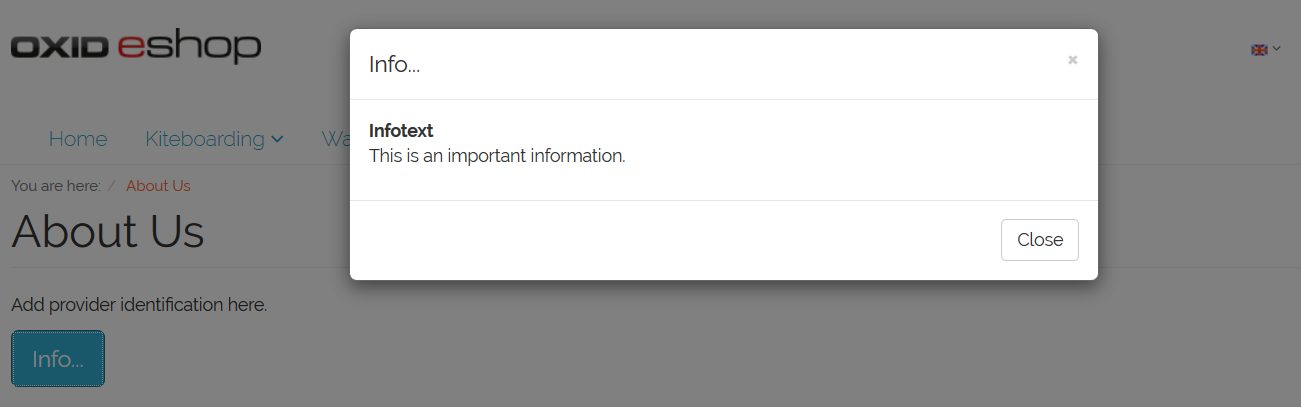 OXID eshop
Info...
×
Infotext
This is an important information.
Close
Home
Kiteboarding
Wa
You are here: / About Us
About Us
Add provider identification here.
Info...